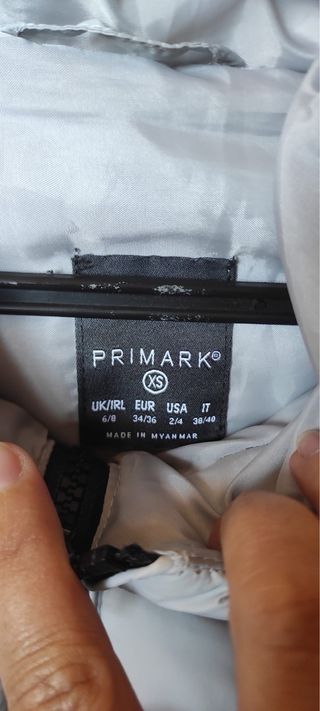 PRIMARK®
XS
UK/IRL EUR USA IT
6/8 34/36 2/4 38/40
MADE IN MYANMAR